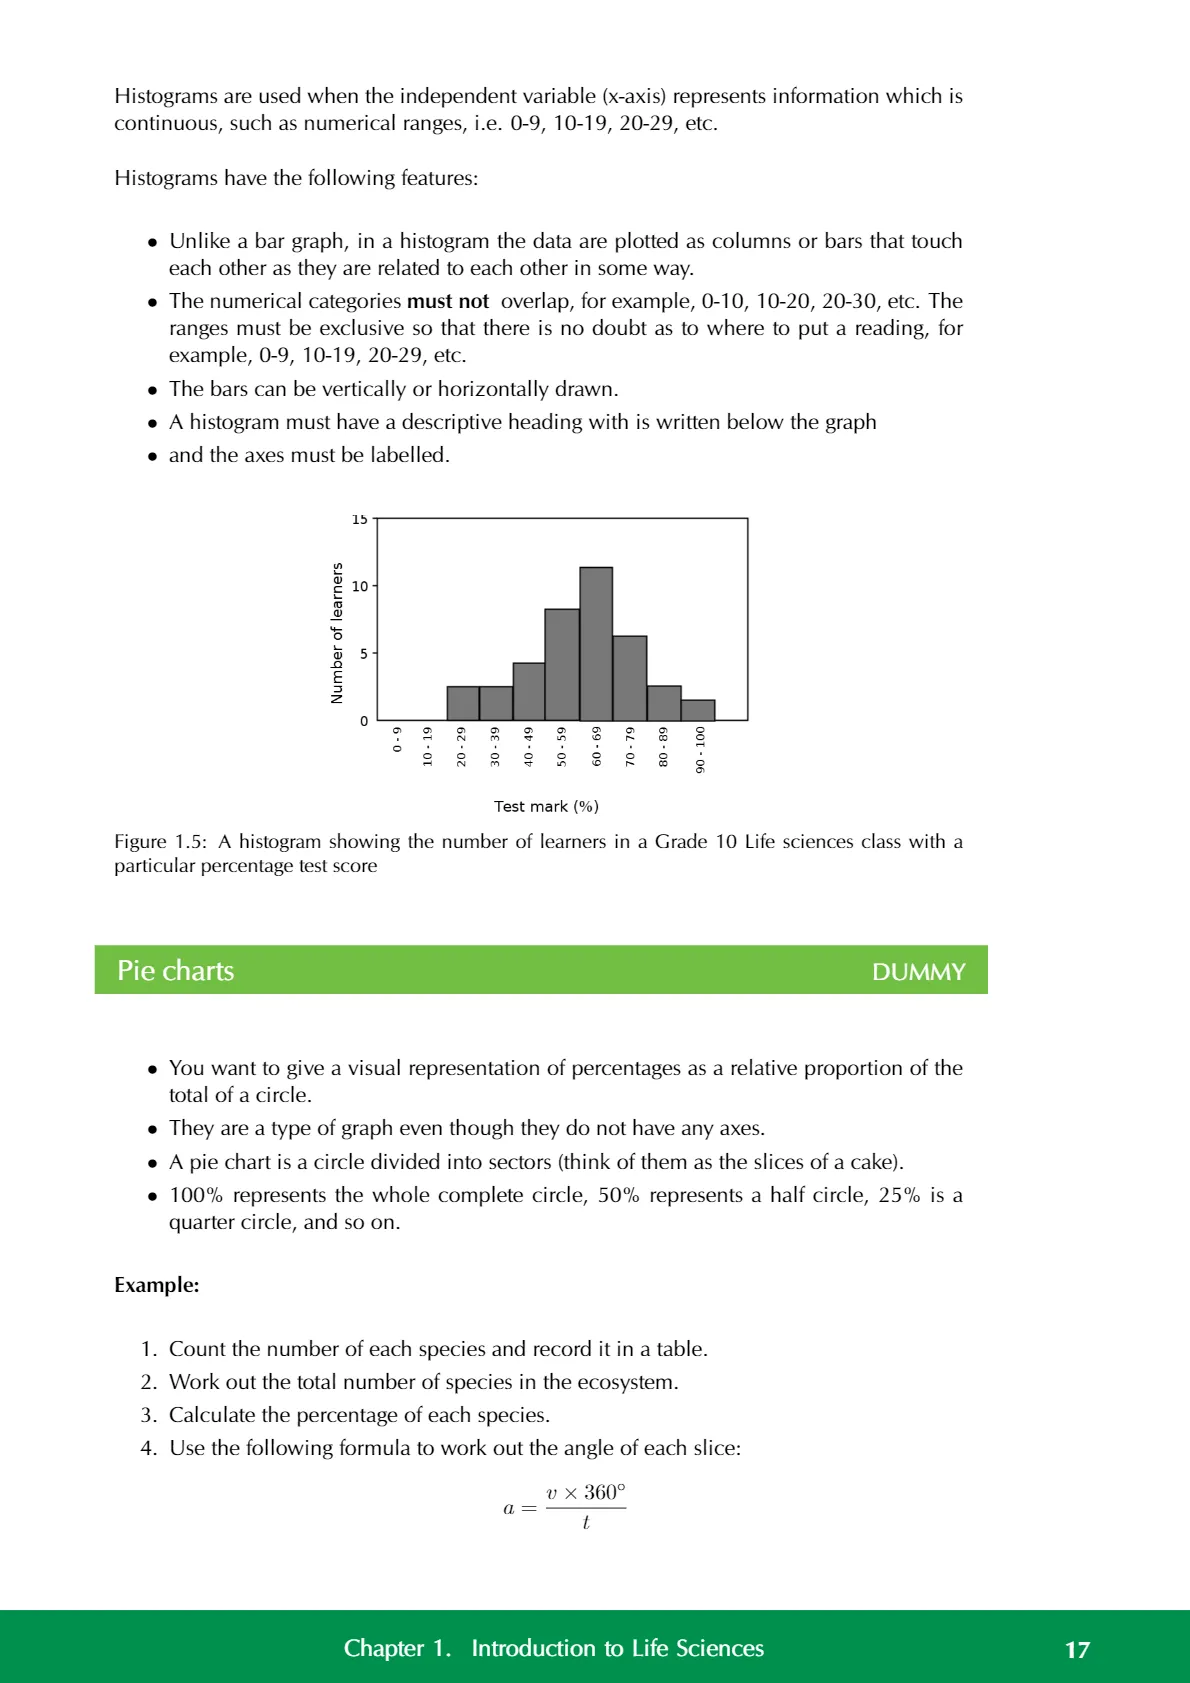 Histograms are used when the independent variable (x-axis) represents information which is
continuous, such as numerical ranges, i.e. 0-9, 10-19, 20-29, etc.
Histograms have the following features:
• Unlike a bar graph, in a histogram the data are plotted as columns or bars that touch
each other as they are related to each other in some way.
• The numerical categories must not overlap, for example, 0-10, 10-20, 20-30, etc. The
ranges must be exclusive so that there is no doubt as to where to put a reading, for
example, 0-9, 10-19, 20-29, etc.
• The bars can be vertically or horizontally drawn.
• A histogram must have a descriptive heading with is written below the graph
• and the axes must be labelled.
15
10
5
0
Number of learners
0 - 9
10 - 19
20 - 29
30 - 39
40 - 49
50 - 59
60 - 69
70 - 79
80 - 89
90 - 100
Test mark (%)
Figure 1.5: A histogram showing the number of learners in a Grade 10 Life sciences class with a
particular percentage test score
Pie charts DUMMY
• You want to give a visual representation of percentages as a relative proportion of the
total of a circle.
• They are a type of graph even though they do not have any axes.
• A pie chart is a circle divided into sectors (think of them as the slices of a cake).
• 100% represents the whole complete circle, 50% represents a half circle, 25% is a
quarter circle, and so on.
Example:
1. Count the number of each species and record it in a table.
2. Work out the total number of species in the ecosystem.
3. Calculate the percentage of each species.
4. Use the following formula to work out the angle of each slice:
a = v × 360° / t
Chapter 1. Introduction to Life Sciences 17